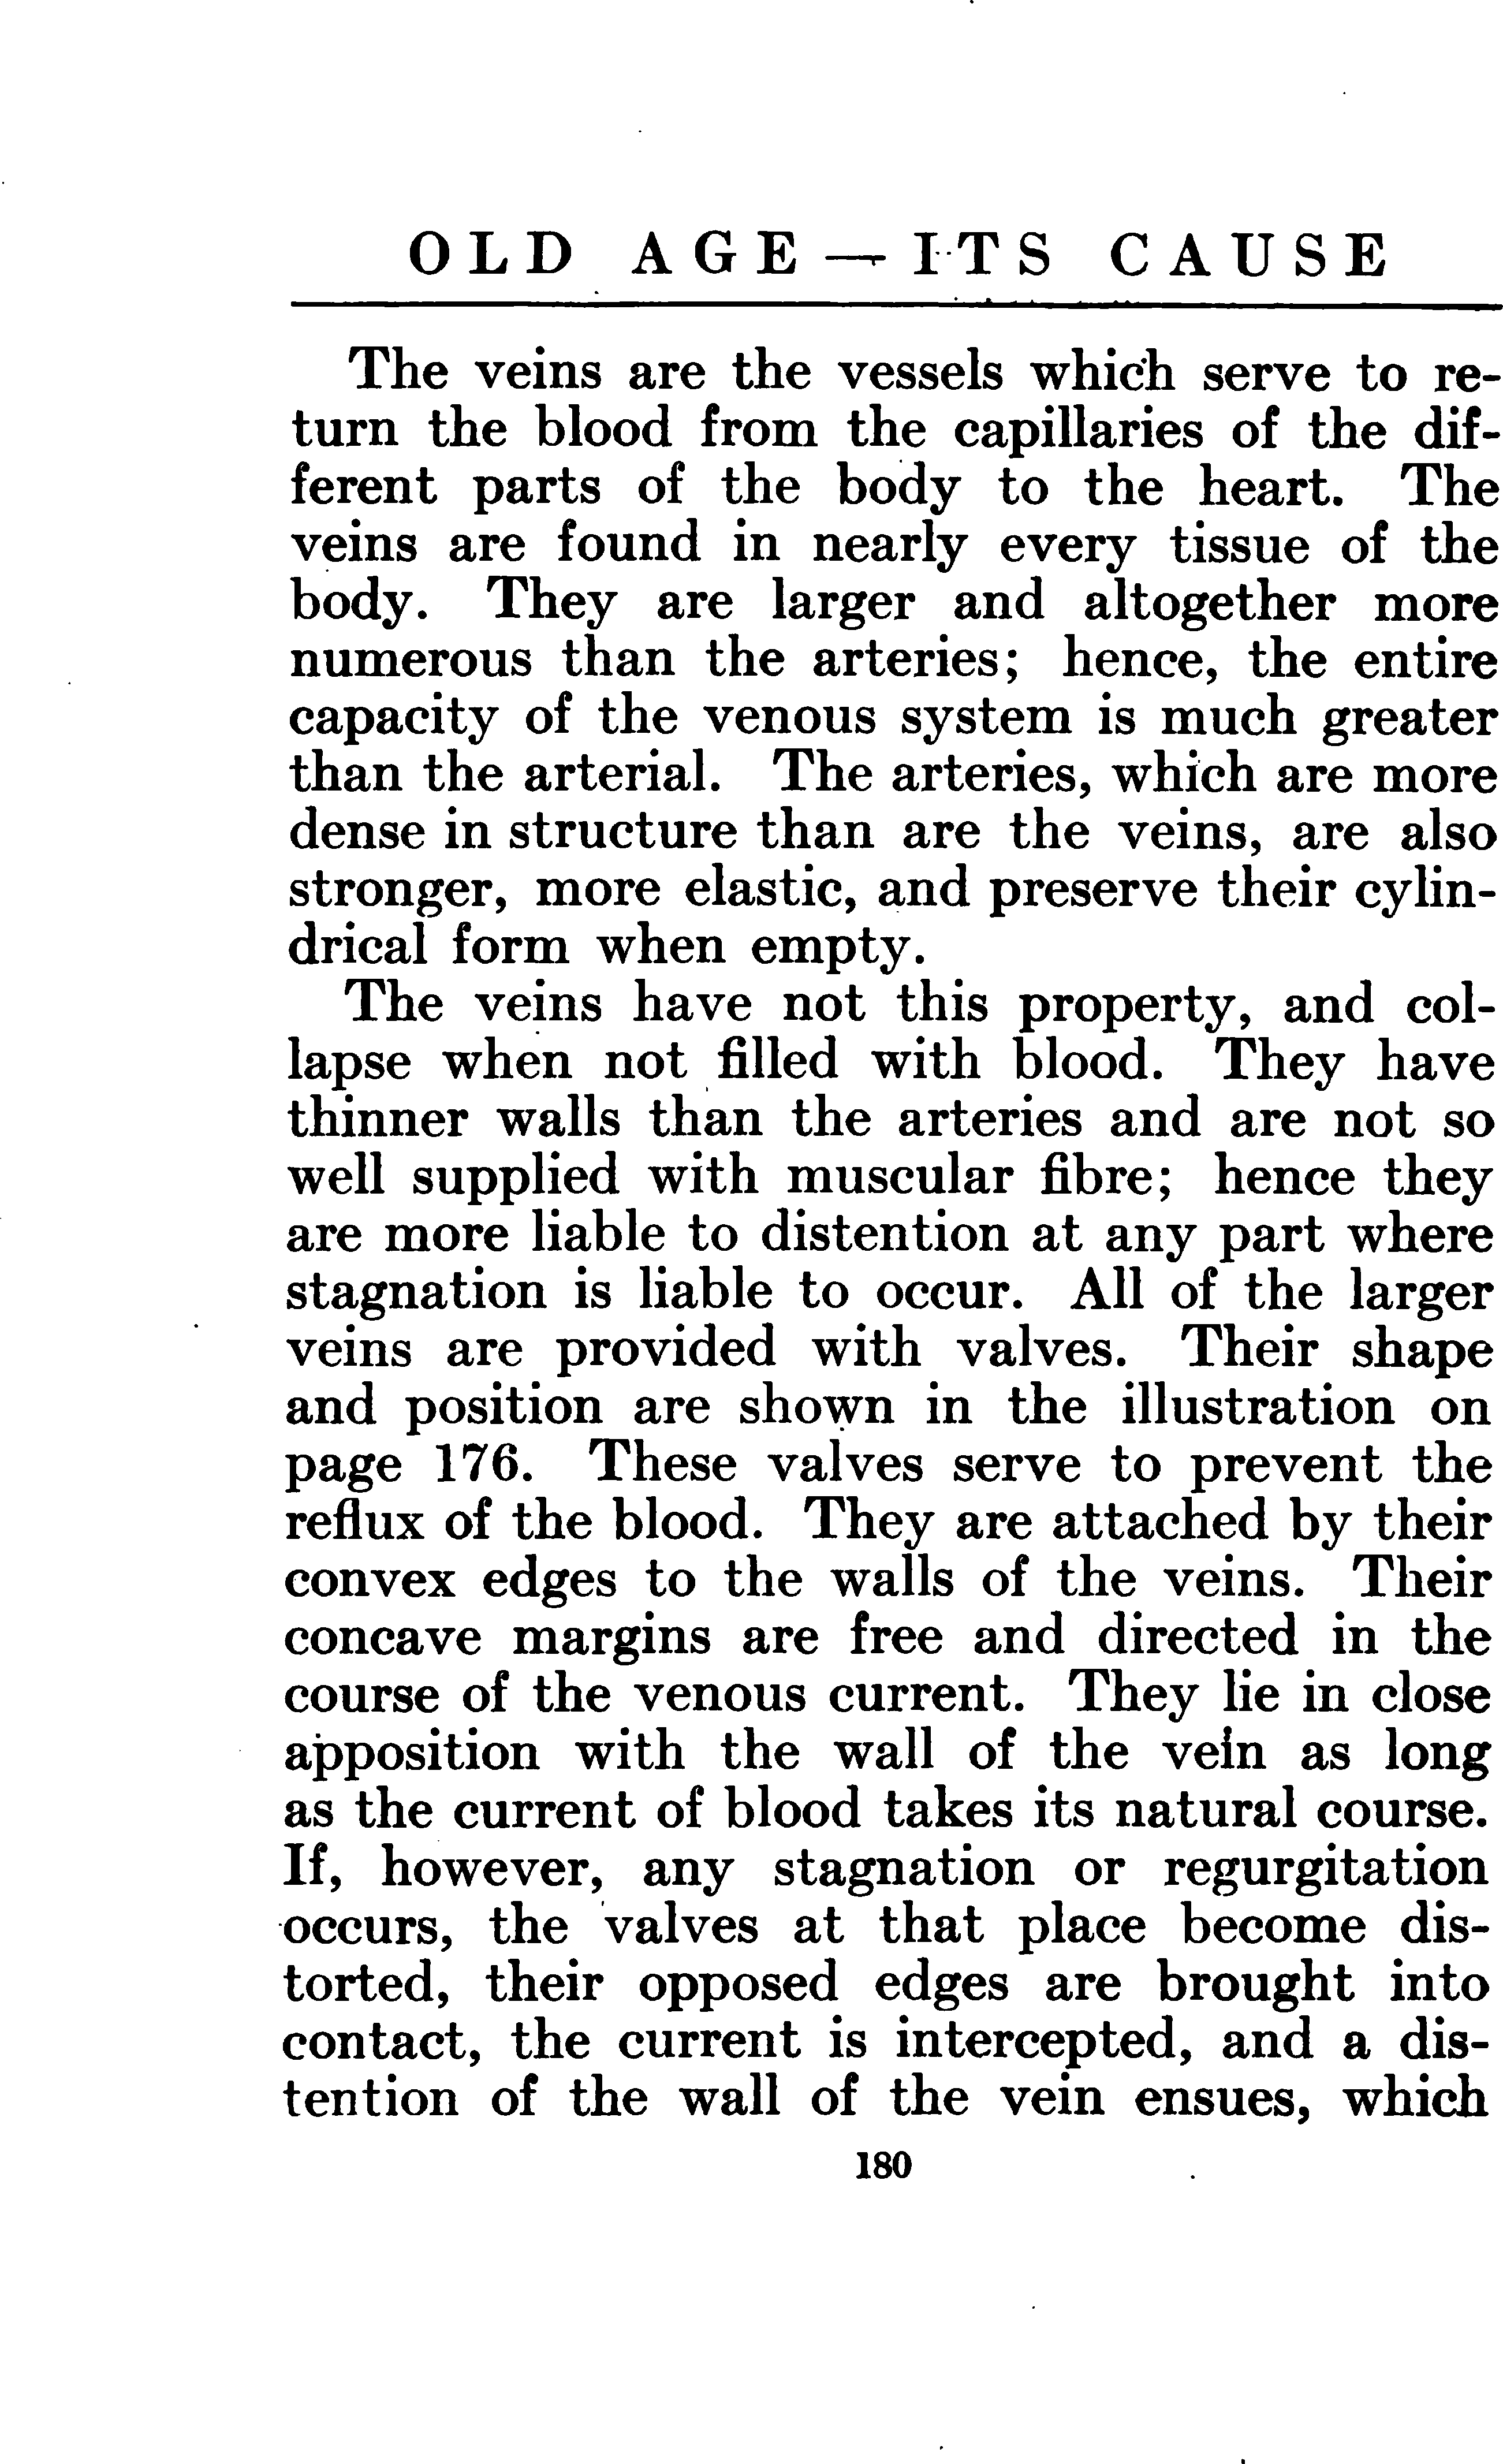 OLD AGE — ITS CAUSE
The veins are the vessels which serve to re-
turn the blood from the capillaries of the dif-
ferent parts of the body to the heart. The
veins are found in nearly every tissue of the
body. They are larger and altogether more
numerous than the arteries; hence, the entire
capacity of the venous system is much greater
than the arterial. The arteries, which are more
dense in structure than are the veins, are also
stronger, more elastic, and preserve their cylin-
drical form when empty.
The veins have not this property, and col-
lapse when not filled with blood. They have
thinner walls than the arteries and are not so
well supplied with muscular fibre; hence they
are more liable to distention at any part where
stagnation is liable to occur. All of the larger
veins are provided with valves. Their shape
and position are shown in the illustration on
page 176. These valves serve to prevent the
reflux of the blood. They are attached by their
convex edges to the walls of the veins. Their
concave margins are free and directed in the
course of the venous current. They lie in close
apposition with the wall of the vein as long
as the current of blood takes its natural course.
If, however, any stagnation or regurgitation
occurs, the valves at that place become dis-
torted, their opposed edges are brought into
contact, the current is intercepted, and a dis-
tention of the wall of the vein ensues, which
180